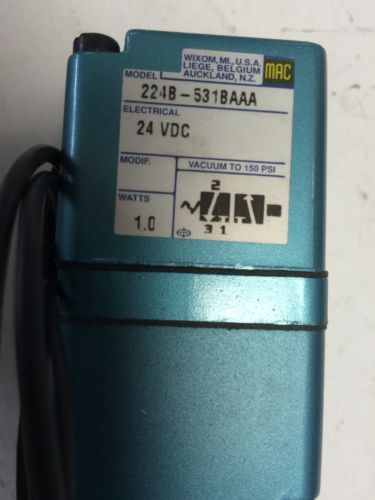 WIXOM, MI., U.S.A.
LIEGE, BELGIUM
AUCKLAND, N.Z.
MAC
MODEL
224B-531BAAA
ELECTRICAL
24 VDC
MODIF.
VACUUM TO 150 PSI
WATTS
1.0
2
3 1